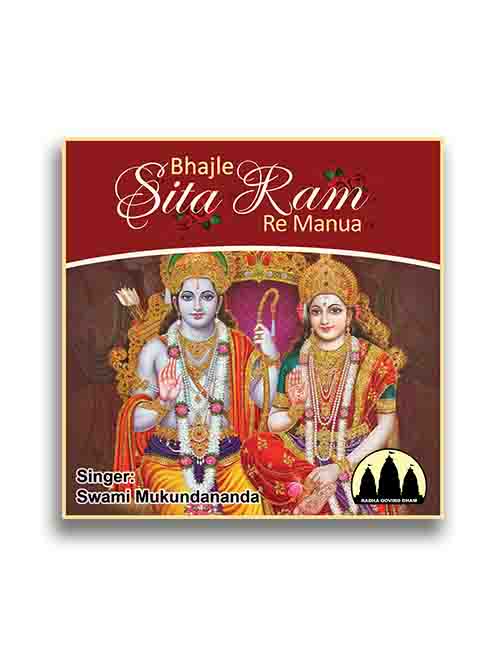 Bhajle
Sita Ram
Re Manua
Singer:
Swami Mukundananda
RADHA GOVIND DHAM